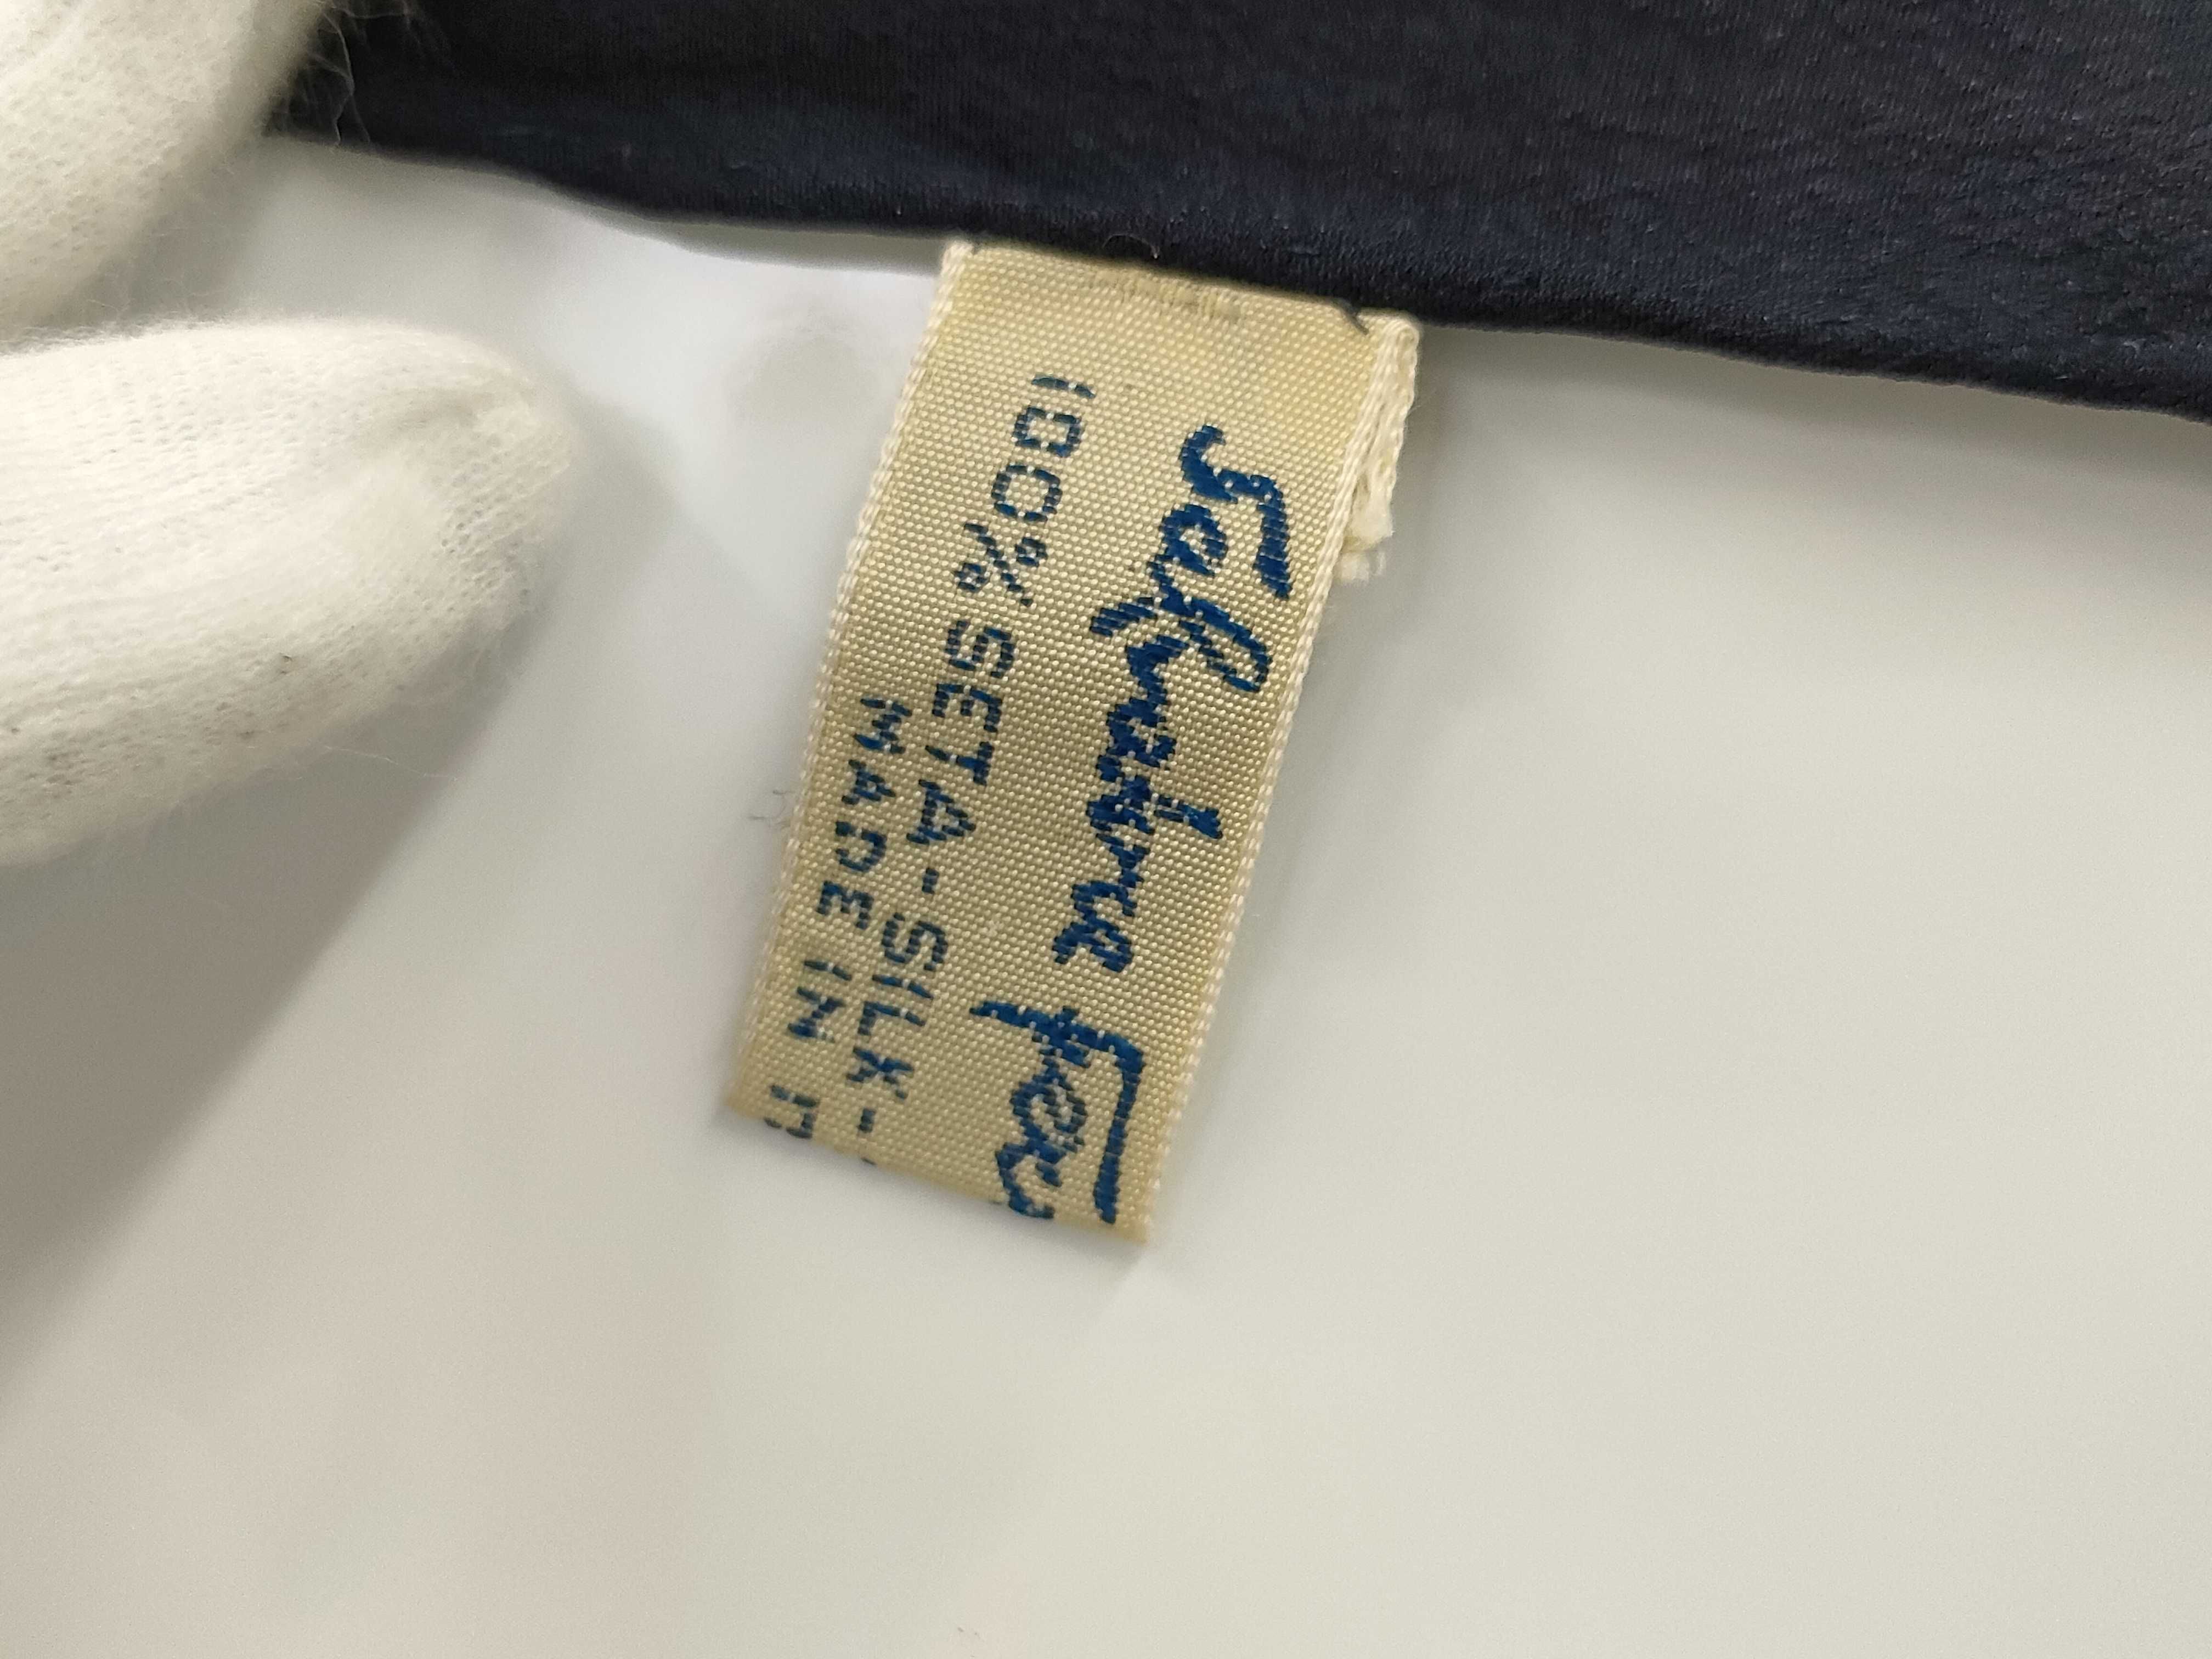 Salvatore
100% SETA-SILK-
MADE IN